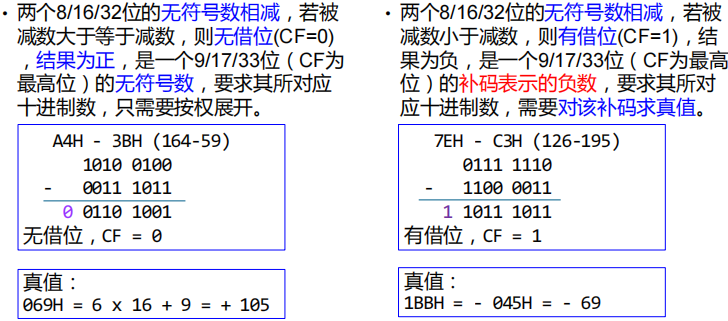 • 两个8/16/32位的无符号数相减，若被
减数大于等于减数，则无借位(CF=0)
，结果为正，是一个9/17/33位（CF为
最高位）的无符号数，要求其所对应
十进制数，只需要按权展开。
A4H - 3BH (164-59)
1010 0100
- 0011 1011
0 0110 1001
无借位，CF = 0
真值：
069H = 6 x 16 + 9 = + 105
• 两个8/16/32位的无符号数相减，若被
减数小于减数，则有借位(CF=1)，结
果为负，是一个9/17/33位（CF为最高
位）的补码表示的负数，要求其所对
应十进制数，需要对该补码求真值。
7EH - C3H (126-195)
0111 1110
- 1100 0011
1 1011 1011
有借位，CF = 1
真值：
1BBH = - 045H = - 69